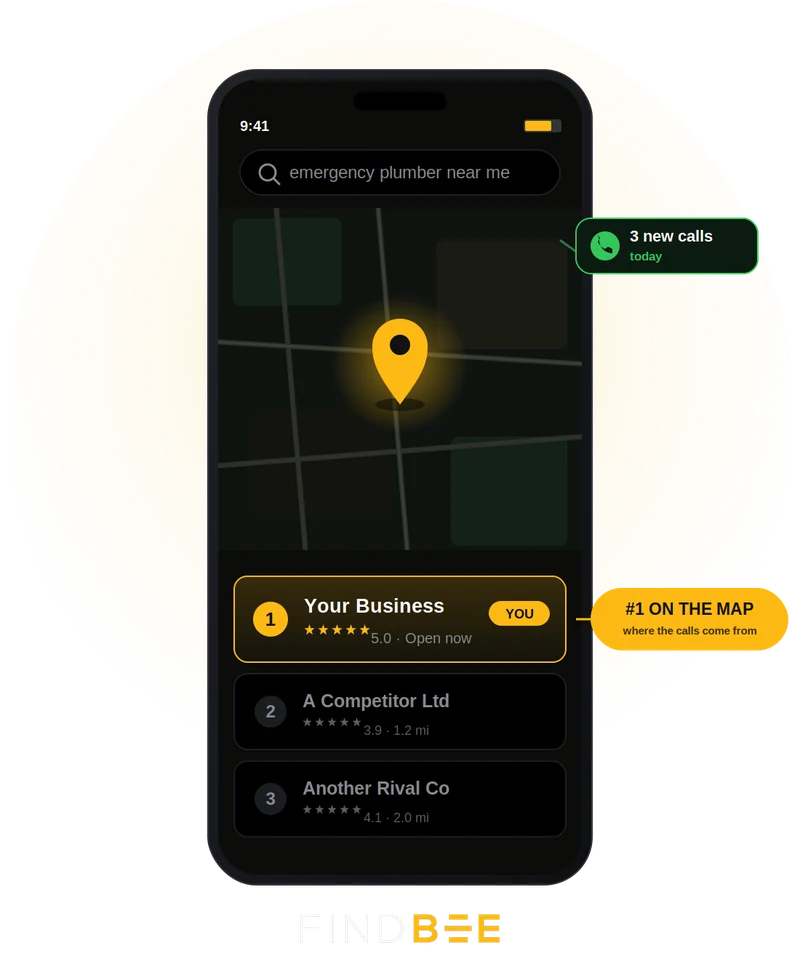 9:41
emergency plumber near me
3 new calls
today
1
Your Business
★★★★★5.0 · Open now
YOU
#1 ON THE MAP
where the calls come from
2
A Competitor Ltd
★★★★★3.9 · 1.2 mi
3
Another Rival Co
★★★★★4.1 · 2.0 mi
FINDBEE